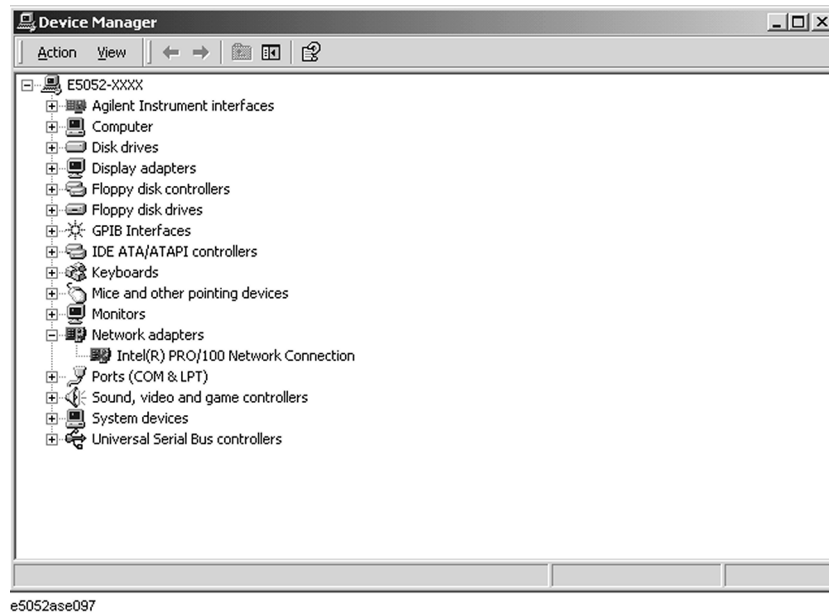 Device Manager
Action View
E5052-XXXX
Agilent Instrument interfaces
Computer
Disk drives
Display adapters
Floppy disk controllers
Floppy disk drives
GPIB Interfaces
IDE ATA/ATAPI controllers
Keyboards
Mice and other pointing devices
Monitors
Network adapters
Intel(R) PRO/100 Network Connection
Ports (COM & LPT)
Sound, video and game controllers
System devices
Universal Serial Bus controllers
e5052ase097